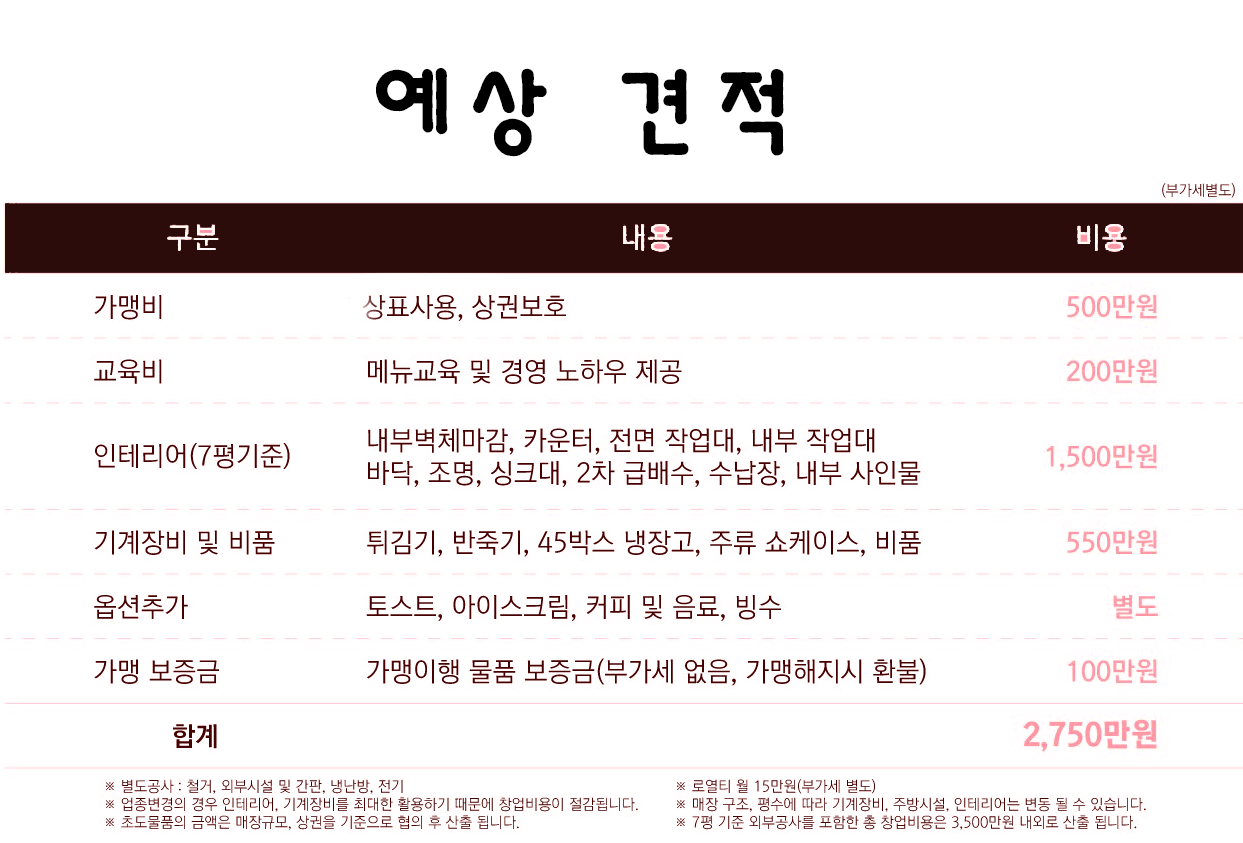 예상 견적
(부가세별도)
구분 내용 비용
가맹비 상표사용, 상권보호 500만원
교육비 메뉴교육 및 경영 노하우 제공 200만원
인테리어(7평기준) 내부벽체마감, 카운터, 전면 작업대, 내부 작업대
바닥, 조명, 싱크대, 2차 급배수, 수납장, 내부 사인물 1,500만원
기계장비 및 비품 튀김기, 반죽기, 45박스 냉장고, 주류 쇼케이스, 비품 550만원
옵션추가 토스트, 아이스크림, 커피 및 음료, 빙수 별도
가맹 보증금 가맹이행 물품 보증금(부가세 없음, 가맹해지시 환불) 100만원
합계 2,750만원
※ 별도공사 : 철거, 외부시설 및 간판, 냉난방, 전기
※ 업종변경의 경우 인테리어, 기계장비를 최대한 활용하기 때문에 창업비용이 절감됩니다.
※ 초도물품의 금액은 매장규모, 상권을 기준으로 협의 후 산출 됩니다.
※ 로열티 월 15만원(부가세 별도)
※ 매장 구조, 평수에 따라 기계장비, 주방시설, 인테리어는 변동 될 수 있습니다.
※ 7평 기준 외부공사를 포함한 총 창업비용은 3,500만원 내외로 산출 됩니다.